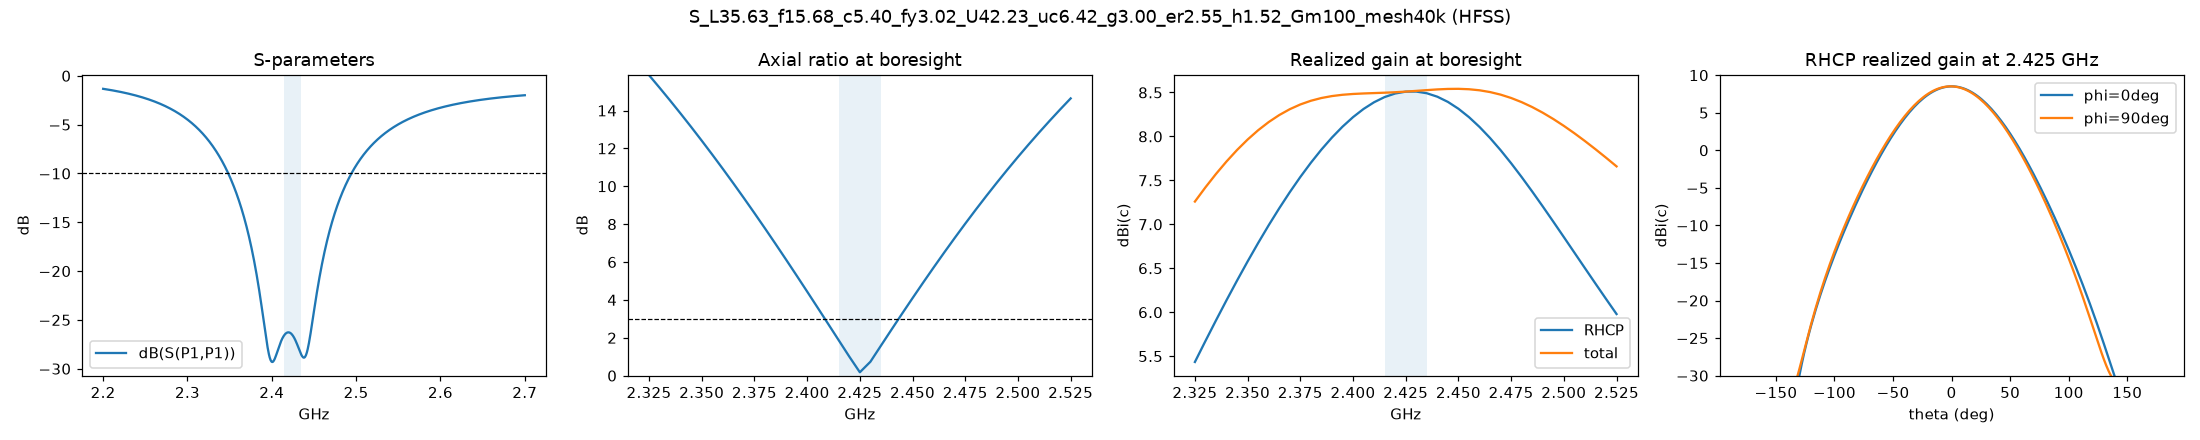 S_L35.63_f15.68_c5.40_fy3.02_U42.23_uc6.42_g3.00_er2.55_h1.52_Gm100_mesh40k (HFSS)
S-parameters
0
−5
−10
−15
−20
−25
−30
dB
dB(S(P1,P1))
2.2 2.3 2.4 2.5 2.6 2.7
GHz
Axial ratio at boresight
14
12
10
8
6
4
2
0
dB
2.325 2.350 2.375 2.400 2.425 2.450 2.475 2.500 2.525
GHz
Realized gain at boresight
8.5
8.0
7.5
7.0
6.5
6.0
5.5
dBi(c)
RHCP
total
2.325 2.350 2.375 2.400 2.425 2.450 2.475 2.500 2.525
GHz
RHCP realized gain at 2.425 GHz
10
5
0
−5
−10
−15
−20
−25
−30
dBi(c)
phi=0deg
phi=90deg
−150 −100 −50 0 50 100 150
theta (deg)